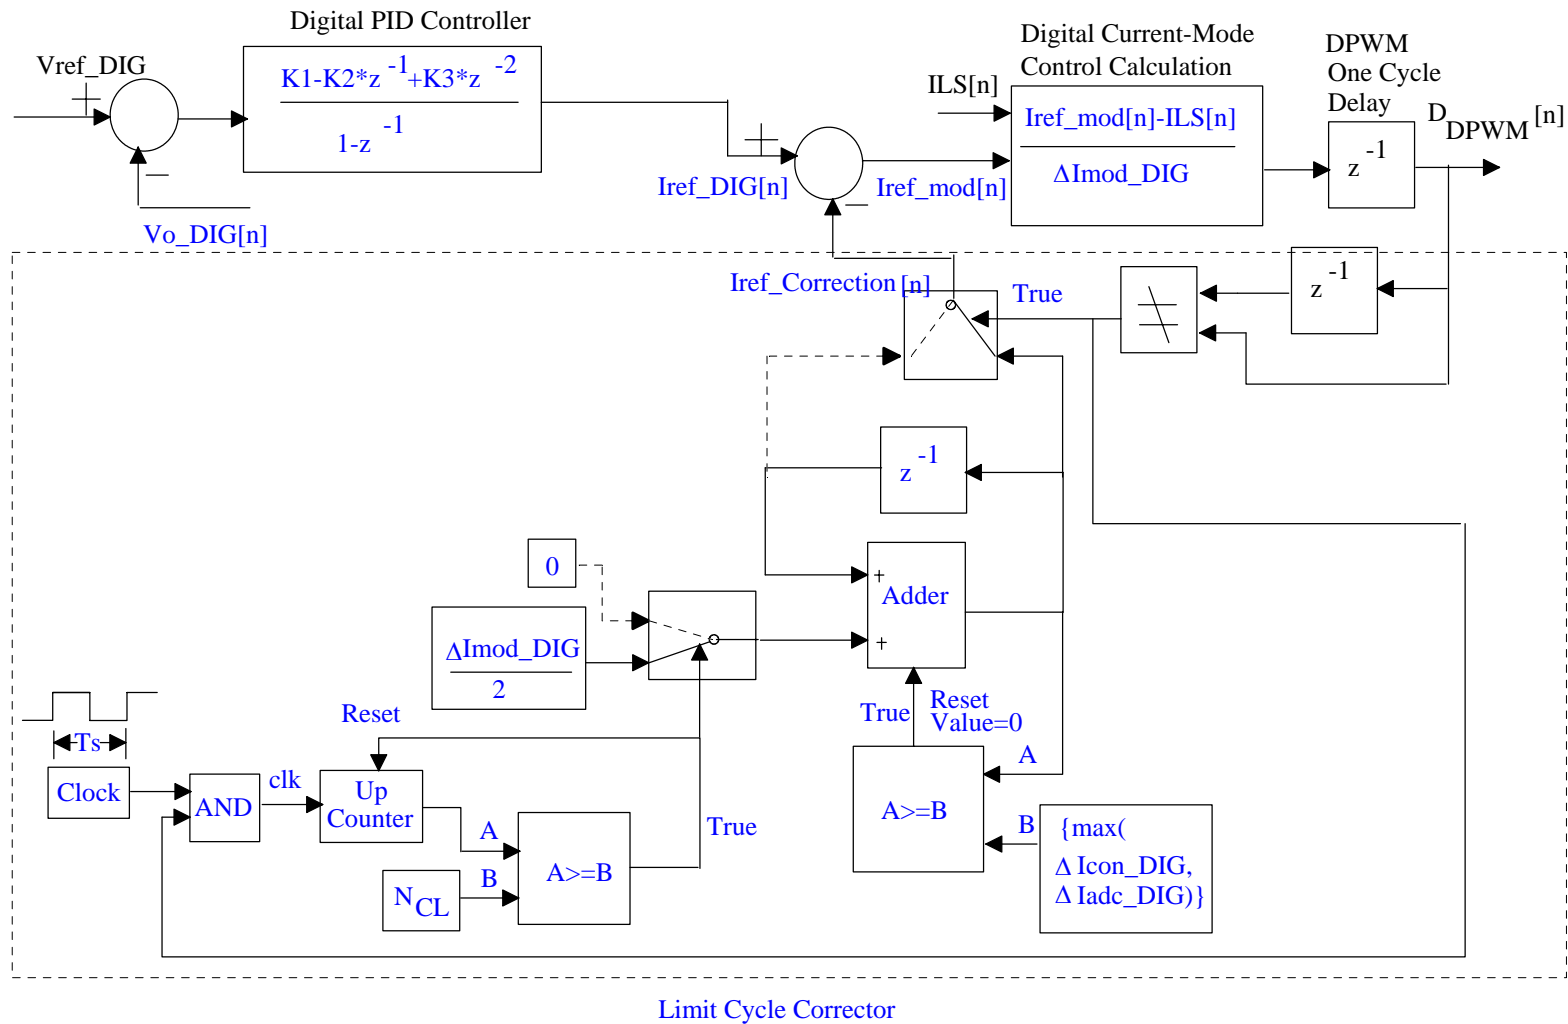 Digital PID Controller
Vref_DIG
+
K1-K2*z -1+K3*z -2
1-z -1
−
Vo_DIG[n]
+
Iref_DIG[n]
−
Iref_mod[n]
Digital Current-Mode
Control Calculation
ILS[n]
Iref_mod[n]-ILS[n]
ΔImod_DIG
DPWM
One Cycle
Delay
z -1
D DPWM [n]
Iref_Correction [n]
True
≠
z -1
z -1
0
ΔImod_DIG
2
+
Adder
+
True
Reset
Value=0
Reset
Ts
Clock
AND
clk
Up
Counter
A
B
N CL
A>=B
True
A>=B
A
B
{max(
Δ Icon_DIG,
Δ Iadc_DIG)}
Limit Cycle Corrector